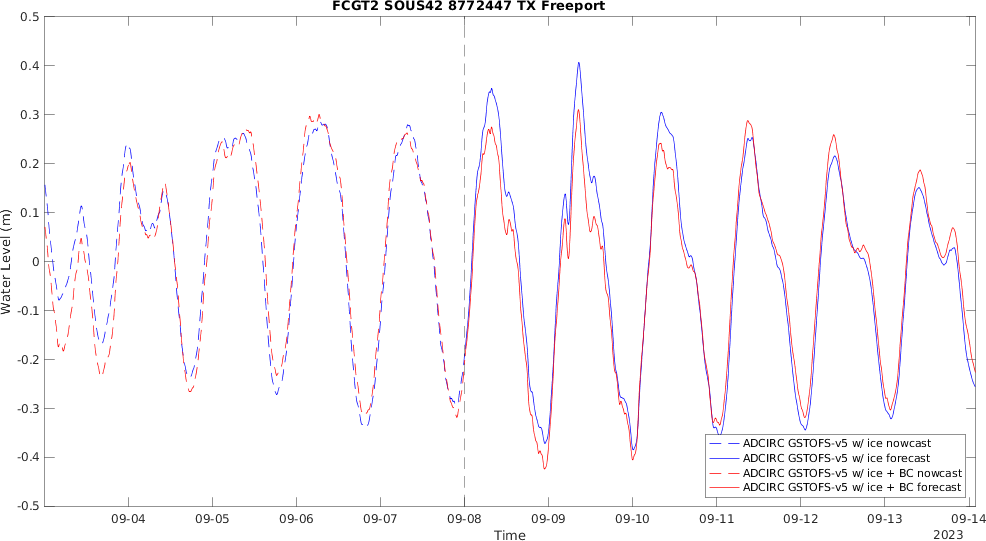 FCGT2 SOUS42 8772447 TX Freeport
0.5
0.4
0.3
0.2
0.1
0
-0.1
-0.2
-0.3
-0.4
-0.5
Water Level (m)
ADCIRC GSTOFS-v5 w/ ice nowcast
ADCIRC GSTOFS-v5 w/ ice forecast
ADCIRC GSTOFS-v5 w/ ice + BC nowcast
ADCIRC GSTOFS-v5 w/ ice + BC forecast
09-04 09-05 09-06 09-07 09-08 09-09 09-10 09-11 09-12 09-13 09-14
Time
2023